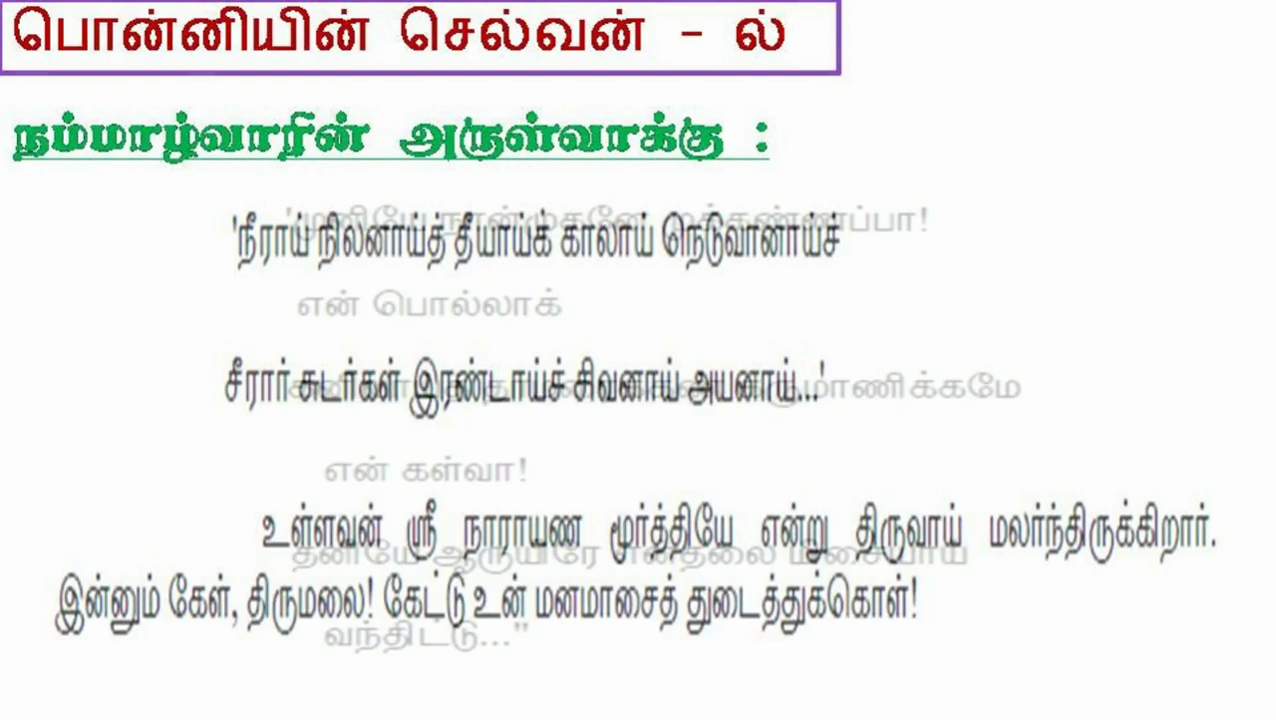 பொன்னியின் செல்வன் - ல்
நம்மாழ்வாரின் அருள்வாக்கு :
'நீராய் நிலனாய்த் தீயாய்க் காலாய் நெடுவானாய்ச்
என் பொல்லாக்
சீரார் சுடர்கள் இரண்டாய்ச் சிவனாய் அயனாய்...'
என் கள்வா!
உள்ளவன் ஸ்ரீ நாராயண மூர்த்தியே என்று திருவாய் மலர்ந்திருக்கிறார்.
இன்னும் கேள், திருமலை! கேட்டு உன் மனமாசைத் துடைத்துக்கொள்!
வந்திட்டு..."